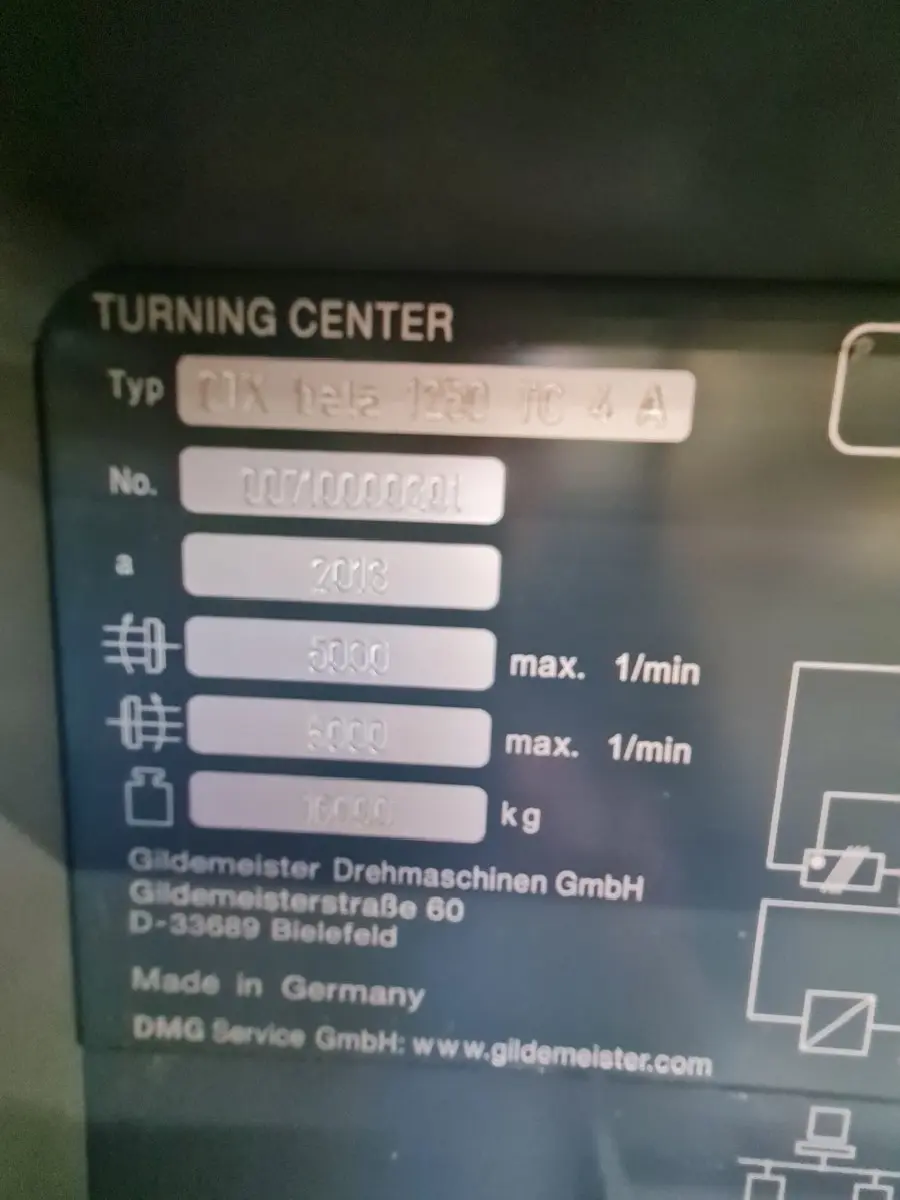 TURNING CENTER
Typ CTX beta 1250 TC 4 A
No.
a
5000 max. 1/min
max. 1/min
kg
Gildemeister Drehmaschinen GmbH
Gildemeisterstraße 60
D-33689 Bielefeld
Made in Germany
DMG Service GmbH: www.gildemeister.com